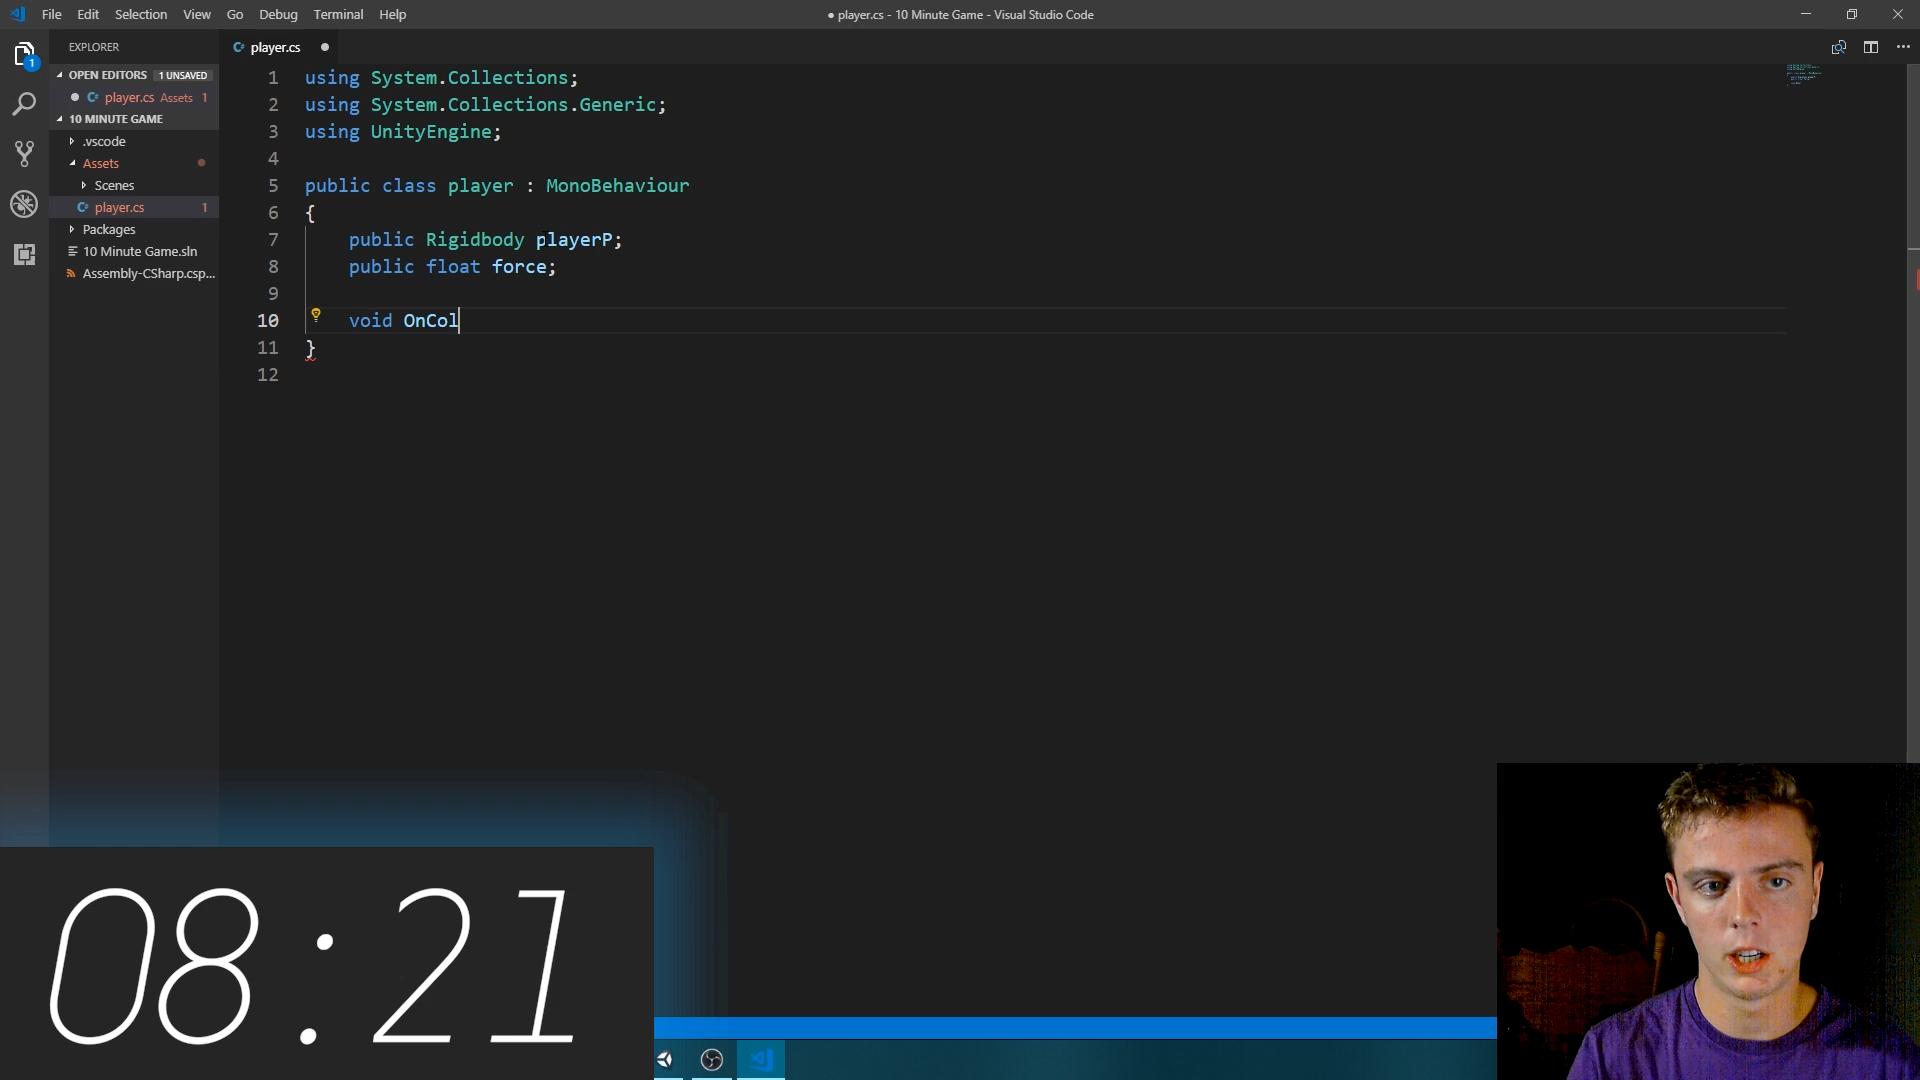 File Edit Selection View Go Debug Terminal Help
● player.cs - 10 Minute Game - Visual Studio Code
EXPLORER
OPEN EDITORS 1 UNSAVED
player.cs Assets 1
10 MINUTE GAME
.vscode
Assets
Scenes
player.cs 1
Packages
10 Minute Game.sln
Assembly-CSharp.csp...
1
player.cs
1 using System.Collections;
2 using System.Collections.Generic;
3 using UnityEngine;
4
5 public class player : MonoBehaviour
6 {
7 public Rigidbody playerP;
8 public float force;
9
10 void OnCol
11 }
12
08:21